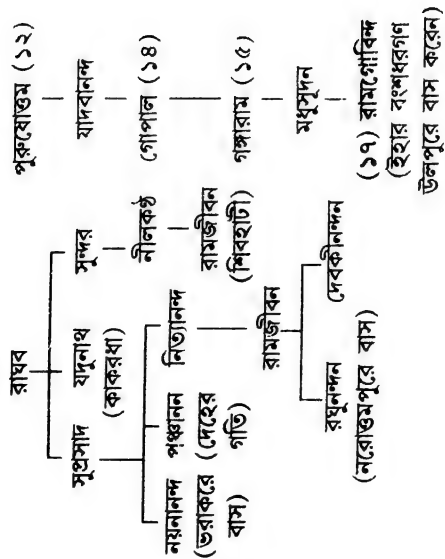 রাঘব
সুপ্রসাদ যদুনাথ সুন্দর
(কাকরধা)
নীলকণ্ঠ
রামজীবন
(শিবহাটী)
নয়নানন্দ পঞ্চানন নিত্যানন্দ
(ভরাকরে (দেহের
বাস) গতি)
রামজীবন
রঘুনন্দন দেবকীনন্দন
(নরোত্তমপুরে বাস)
পুরুষোত্তম (১২)
যাদবানন্দ
গোপাল (১৪)
গঙ্গারাম (১৫)
মধুসূদন
(১৭) রামগোবিন্দ
(ইহার বংশধরগণ
উলপুরে বাস করেন)